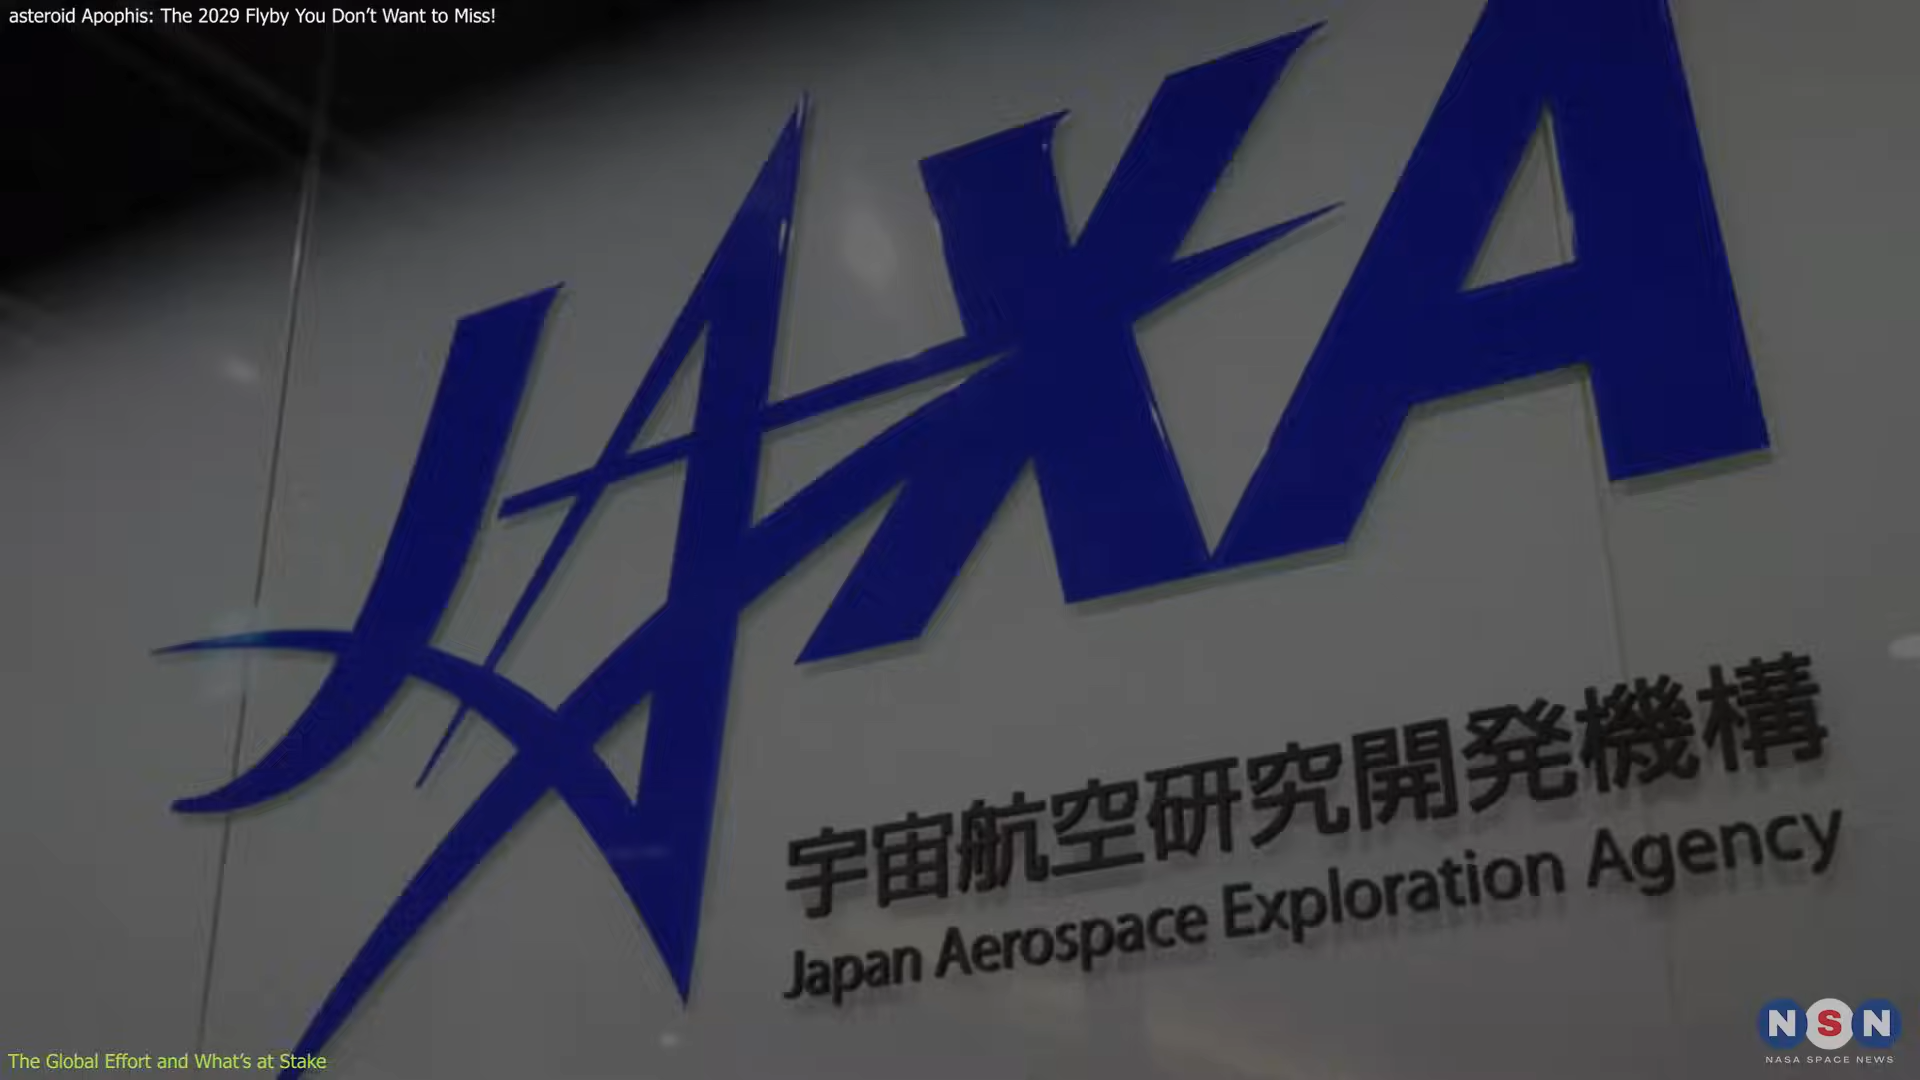 asteroid Apophis: The 2029 Flyby You Don’t Want to Miss!
JAXA
宇宙航空研究開発機構
Japan Aerospace Exploration Agency
The Global Effort and What’s at Stake
NSN
NASA SPACE NEWS